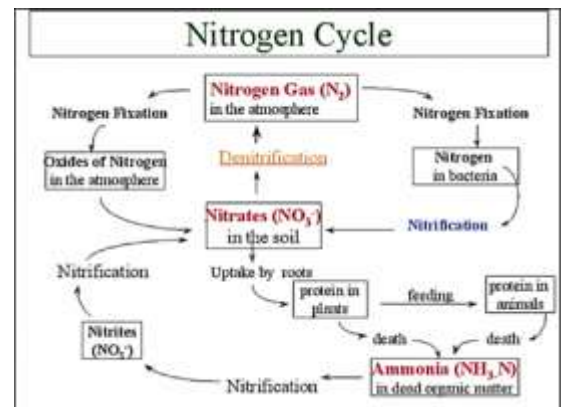 Nitrogen Cycle
Nitrogen Gas (N₂)
in the atmosphere
Nitrogen Fixation
Nitrogen Fixation
Oxides of Nitrogen
in the atmosphere
Denitrification
Nitrogen
in bacteria
Nitrates (NO₃⁻)
in the soil
Nitrification
Nitrification
Uptake by roots
protein in
plants
feeding
protein in
animals
Nitrites
(NO₂⁻)
death
death
Ammonia (NH₃ N)
in dead organic matter
Nitrification